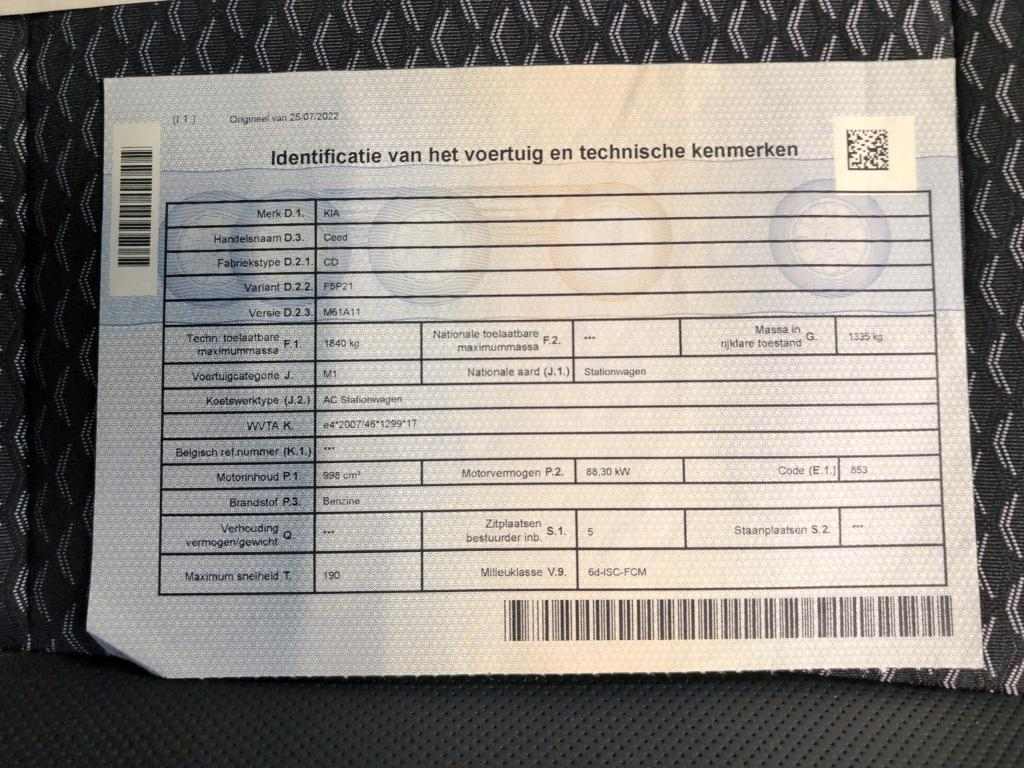 (I.1.) Origineel van 25/07/2022
Identificatie van het voertuig en technische kenmerken
Merk D.1. KIA
Handelsnaam D.3. Ceed
Fabriekstype D.2.1. CD
Variant D.2.2. F5P21
Versie D.2.3. M61A11
Techn. toelaatbare maximummassa F.1. 1840 kg Nationale toelaatbare maximummassa F.2. *** Massa in rijklare toestand G. 1335 kg
Voertuigcategorie J. M1 Nationale aard (J.1.) Stationwagen
Koetswerktype (J.2.) AC Stationwagen
WVTA K. e4*2007/46*1299*17
Belgisch ref.nummer (K.1.) ***
Motorinhoud P.1. 998 cm³ Motorvermogen P.2. 88,30 kW Code (E.1.) 853
Brandstof P.3. Benzine
Verhouding vermogen/gewicht Q. *** Zitplaatsen bestuurder inb. S.1. 5 Staanplaatsen S.2. ***
Maximum snelheid T. 190 Milieuklasse V.9. 6d-ISC-FCM